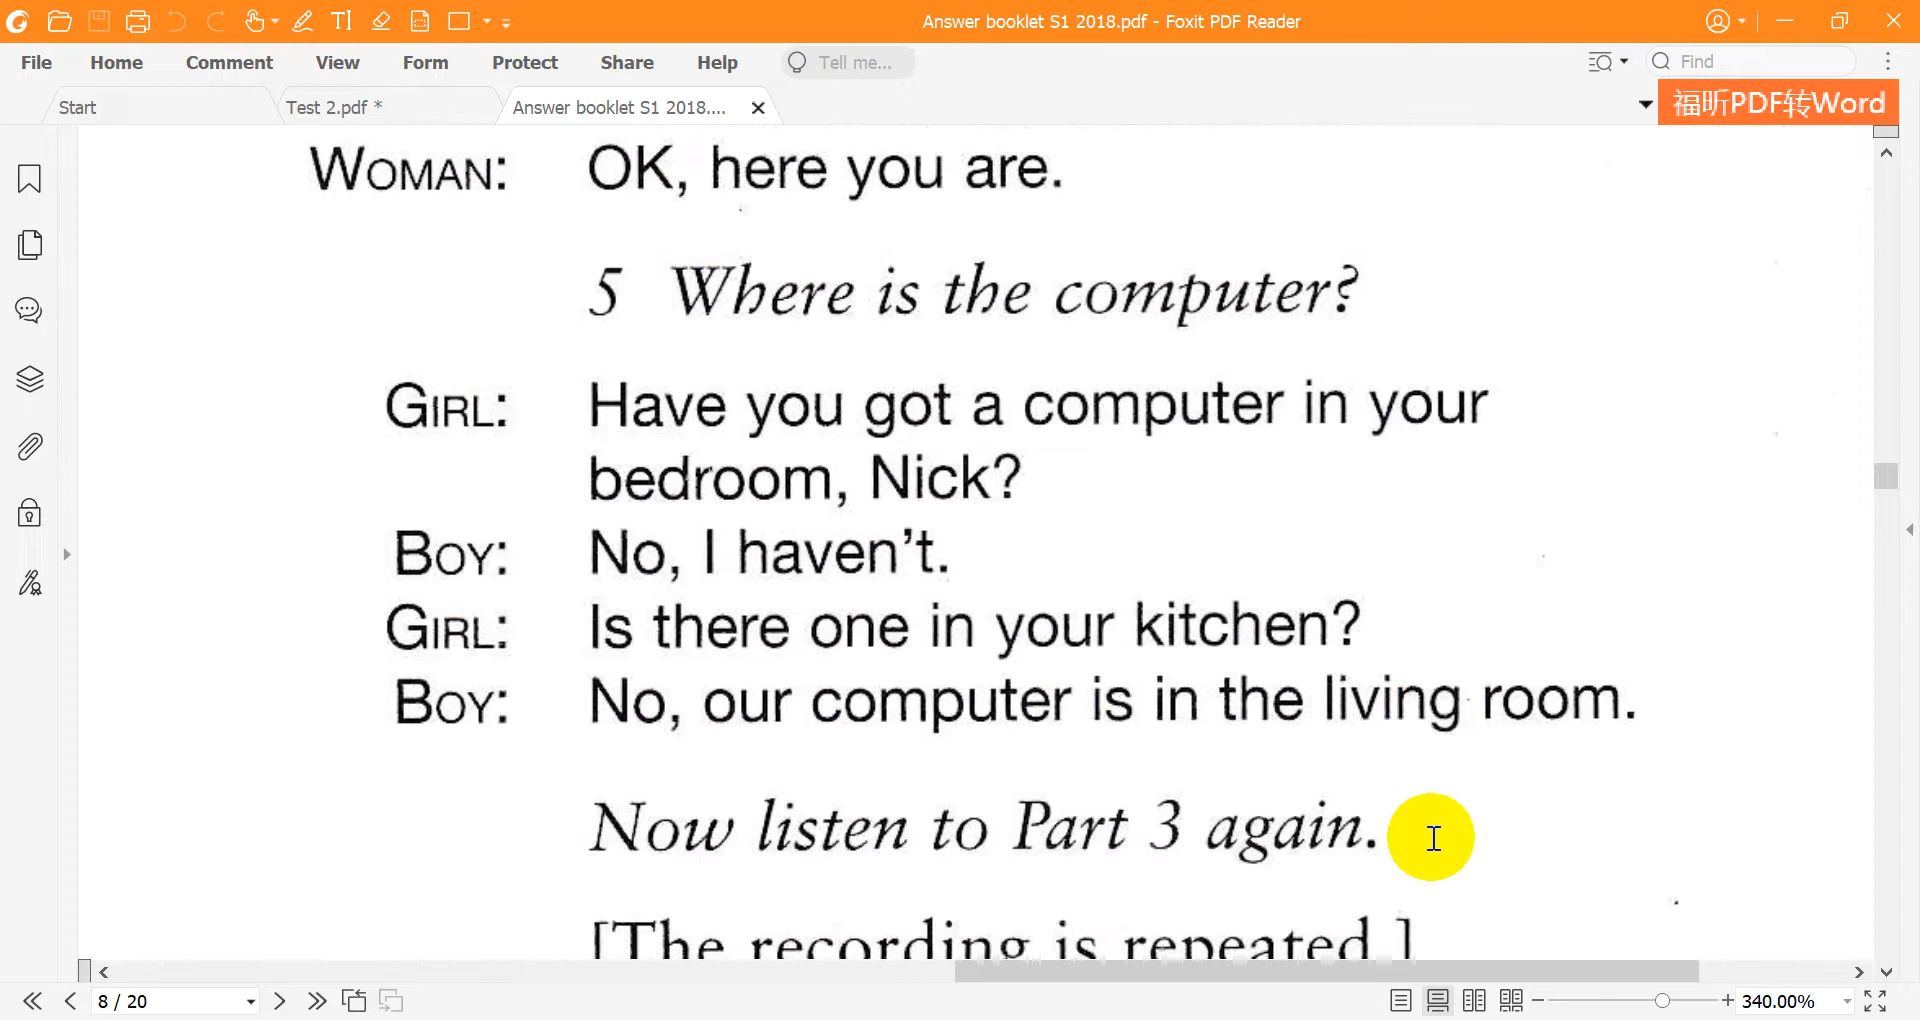 Answer booklet S1 2018.pdf - Foxit PDF Reader
File Home Comment View Form Protect Share Help Tell me... Find
Start Test 2.pdf * Answer booklet S1 2018.... 福昕PDF转Word
WOMAN: OK, here you are.
5 Where is the computer?
GIRL: Have you got a computer in your
bedroom, Nick?
BOY: No, I haven't.
GIRL: Is there one in your kitchen?
BOY: No, our computer is in the living room.
Now listen to Part 3 again.
[The recording is repeated.]
8 / 20 340.00%